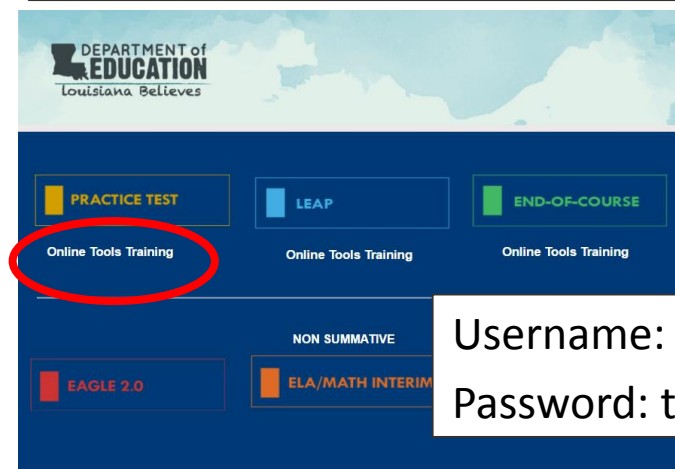 DEPARTMENT of
EDUCATION
Louisiana Believes
PRACTICE TEST
LEAP
END-OF-COURSE
Online Tools Training
Online Tools Training
Online Tools Training
NON SUMMATIVE
EAGLE 2.0
ELA/MATH INTERIM
Username:
Password: t